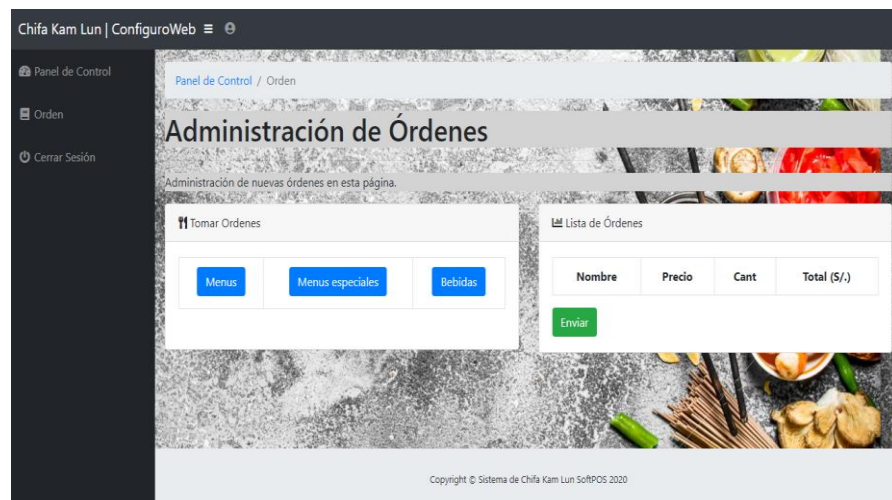 Chifa Kam Lun | ConfiguroWeb
Panel de Control
Orden
Cerrar Sesión
Panel de Control / Orden
Administración de Órdenes
Administración de nuevas órdenes en esta página.
Tomar Ordenes
Menus Menus especiales Bebidas
Lista de Órdenes
Nombre Precio Cant Total (S/.)
Enviar
Copyright © Sistema de Chifa Kam Lun SoftPOS 2020